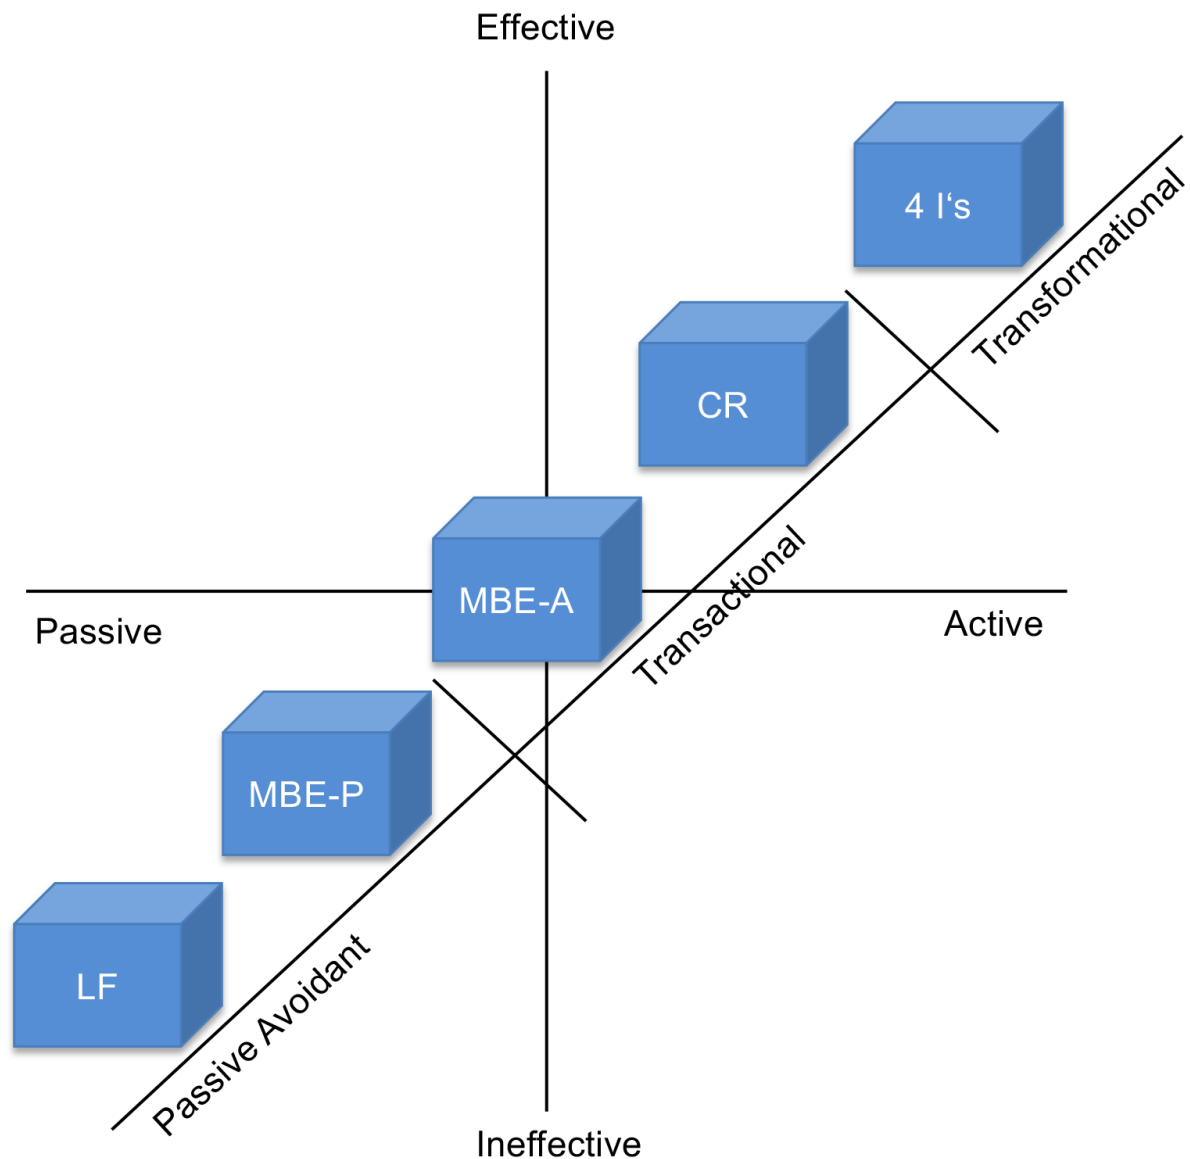 Effective
4 I‘s
Transformational
CR
Transactional
MBE-A
Passive
Active
MBE-P
LF
Passive Avoidant
Ineffective